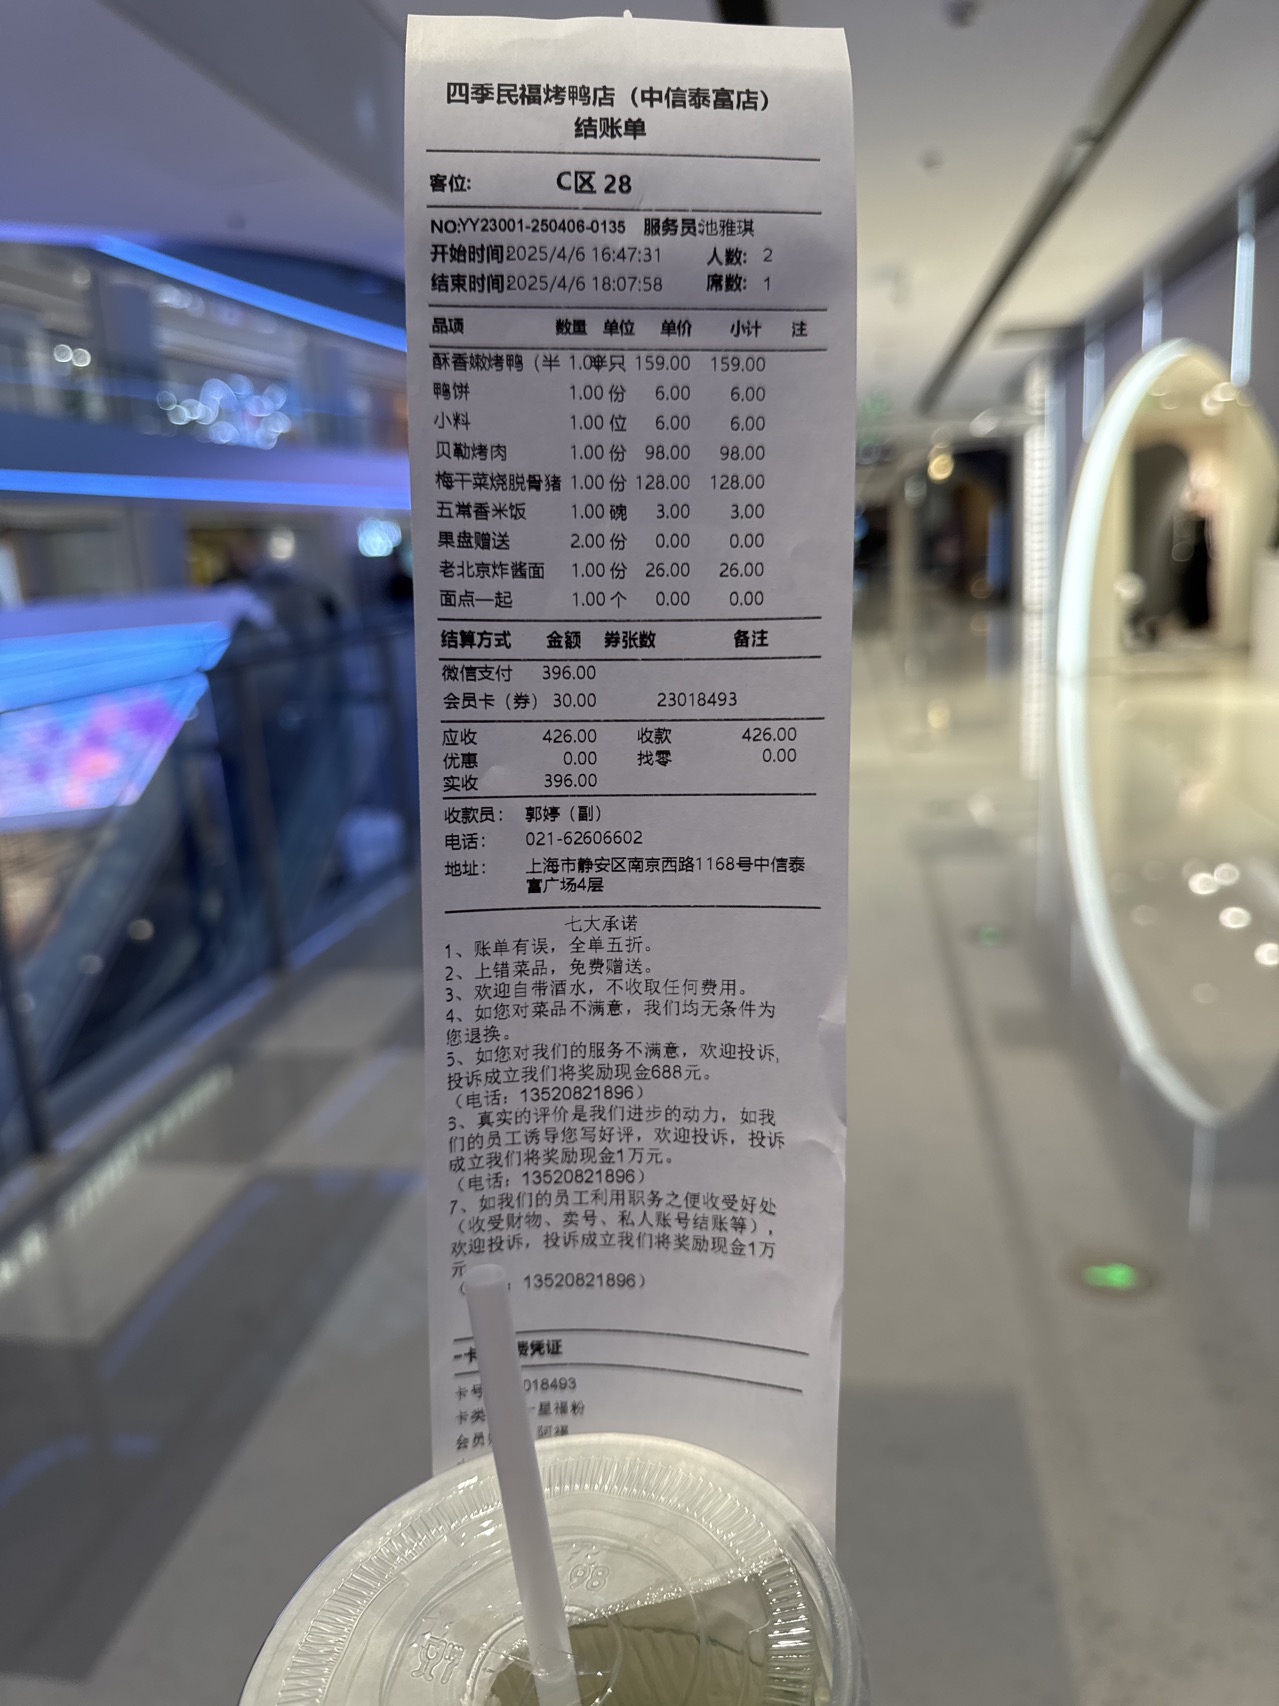 四季民福烤鸭店（中信泰富店）
结账单
客位: C区 28
NO:YY23001-250406-0135 服务员:池雅琪
开始时间2025/4/6 16:47:31 人数: 2
结束时间2025/4/6 18:07:58 席数: 1
品项 数量 单位 单价 小计 注
酥香嫩烤鸭（半 1.00半只 159.00 159.00
鸭饼 1.00 份 6.00 6.00
小料 1.00 位 6.00 6.00
贝勒烤肉 1.00 份 98.00 98.00
梅干菜烧脱骨猪 1.00 份 128.00 128.00
五常香米饭 1.00 碗 3.00 3.00
果盘赠送 2.00 份 0.00 0.00
老北京炸酱面 1.00 份 26.00 26.00
面点一起 1.00 个 0.00 0.00
结算方式 金额 券张数 备注
微信支付 396.00
会员卡（券） 30.00 23018493
应收 426.00 收款 426.00
优惠 0.00 找零 0.00
实收 396.00
收款员: 郭婷（副）
电话: 021-62606602
地址: 上海市静安区南京西路1168号中信泰
富广场4层
七大承诺
1、账单有误，全单五折。
2、上错菜品，免费赠送。
3、欢迎自带酒水，不收取任何费用。
4、如您对菜品不满意，我们均无条件为
您退换。
5、如您对我们的服务不满意，欢迎投诉，
投诉成立我们将奖励现金688元。
（电话：13520821896）
6、真实的评价是我们进步的动力，如我
们的员工诱导您写好评，欢迎投诉，投诉
成立我们将奖励现金1万元。
（电话：13520821896）
7、如我们的员工利用职务之便收受好处
（收受财物、卖号、私人账号结账等），
欢迎投诉，投诉成立我们将奖励现金1万
元
（ ：13520821896）
-卡 费凭证
卡号 018493
卡类 一星福粉
会员 阿福
98